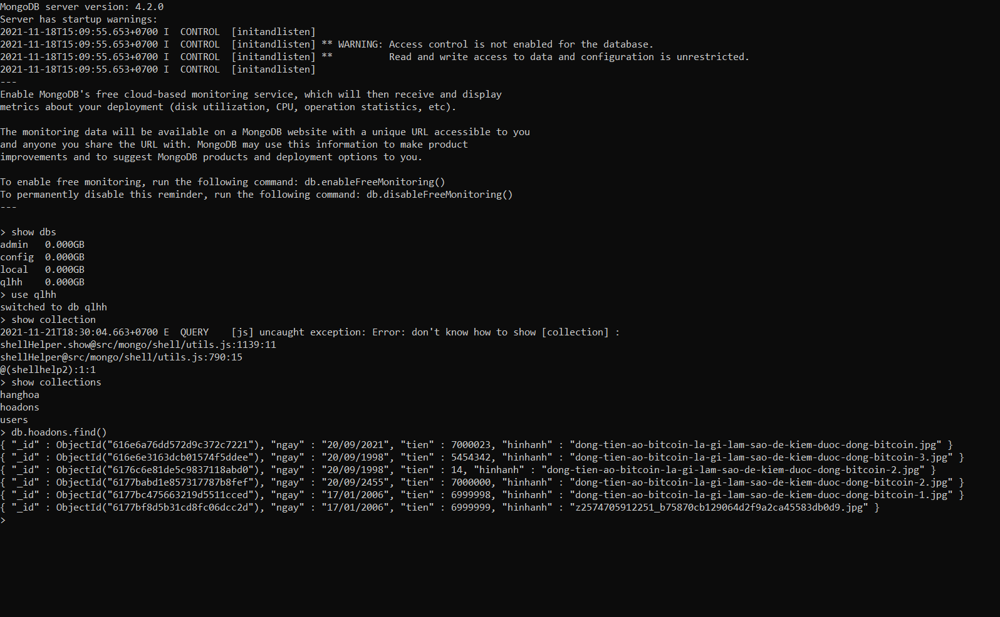 MongoDB server version: 4.2.0
Server has startup warnings:
2021-11-18T15:09:55.653+0700 I  CONTROL  [initandlisten]
2021-11-18T15:09:55.653+0700 I  CONTROL  [initandlisten] ** WARNING: Access control is not enabled for the database.
2021-11-18T15:09:55.653+0700 I  CONTROL  [initandlisten] **          Read and write access to data and configuration is unrestricted.
2021-11-18T15:09:55.653+0700 I  CONTROL  [initandlisten]
---
Enable MongoDB's free cloud-based monitoring service, which will then receive and display
metrics about your deployment (disk utilization, CPU, operation statistics, etc).

The monitoring data will be available on a MongoDB website with a unique URL accessible to you
and anyone you share the URL with. MongoDB may use this information to make product
improvements and to suggest MongoDB products and deployment options to you.

To enable free monitoring, run the following command: db.enableFreeMonitoring()
To permanently disable this reminder, run the following command: db.disableFreeMonitoring()
---

> show dbs
admin   0.000GB
config  0.000GB
local   0.000GB
qlhh    0.000GB
> use qlhh
switched to db qlhh
> show collection
2021-11-21T18:30:04.663+0700 E  QUERY    [js] uncaught exception: Error: don't know how to show [collection] :
shellHelper.show@src/mongo/shell/utils.js:1139:11
shellHelper@src/mongo/shell/utils.js:790:15
@(shellhelp2):1:1
> show collections
hanghoa
hoadons
users
> db.hoadons.find()
{ "_id" : ObjectId("616e6a76dd572d9c372c7221"), "ngay" : "20/09/2021", "tien" : 7000023, "hinhanh" : "dong-tien-ao-bitcoin-la-gi-lam-sao-de-kiem-duoc-dong-bitcoin.jpg" }
{ "_id" : ObjectId("616e6e3163dcb01574f5ddee"), "ngay" : "20/09/1998", "tien" : 5454342, "hinhanh" : "dong-tien-ao-bitcoin-la-gi-lam-sao-de-kiem-duoc-dong-bitcoin-3.jpg" }
{ "_id" : ObjectId("6176c6e81de5c9837118abd0"), "ngay" : "20/09/1998", "tien" : 14, "hinhanh" : "dong-tien-ao-bitcoin-la-gi-lam-sao-de-kiem-duoc-dong-bitcoin-2.jpg" }
{ "_id" : ObjectId("6177babd1e857317787b8fef"), "ngay" : "20/09/2455", "tien" : 7000000, "hinhanh" : "dong-tien-ao-bitcoin-la-gi-lam-sao-de-kiem-duoc-dong-bitcoin-2.jpg" }
{ "_id" : ObjectId("6177bc475663219d5511cced"), "ngay" : "17/01/2006", "tien" : 6999998, "hinhanh" : "dong-tien-ao-bitcoin-la-gi-lam-sao-de-kiem-duoc-dong-bitcoin-1.jpg" }
{ "_id" : ObjectId("6177bf8d5b31cd8fc06dcc2d"), "ngay" : "17/01/2006", "tien" : 6999999, "hinhanh" : "z2574705912251_b75870cb129064d2f9a2ca45583db0d9.jpg" }
>